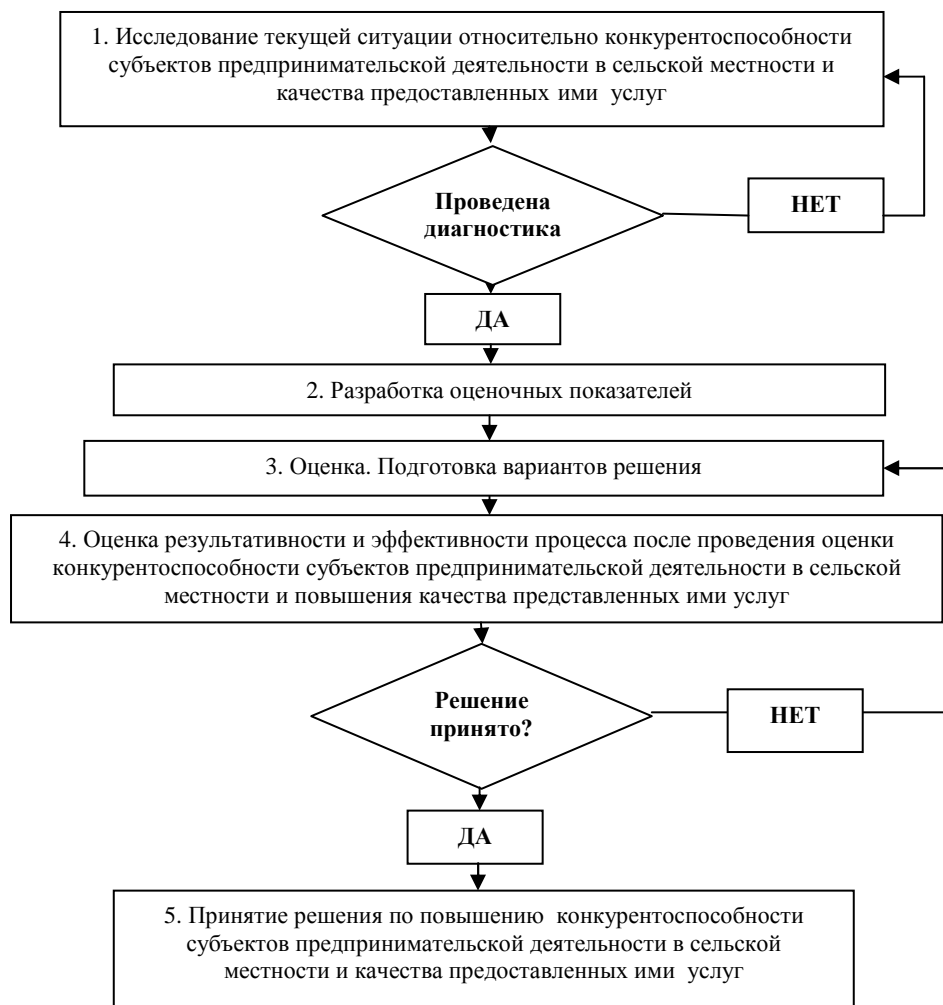 1. Исследование текущей ситуации относительно конкурентоспособности
субъектов предпринимательской деятельности в сельской местности и
качества предоставленных ими услуг
Проведена
диагностика
НЕТ
ДА
2. Разработка оценочных показателей
3. Оценка. Подготовка вариантов решения
4. Оценка результативности и эффективности процесса после проведения оценки
конкурентоспособности субъектов предпринимательской деятельности в сельской
местности и повышения качества представленных ими услуг
Решение
принято?
НЕТ
ДА
5. Принятие решения по повышению конкурентоспособности
субъектов предпринимательской деятельности в сельской
местности и качества предоставленных ими услуг